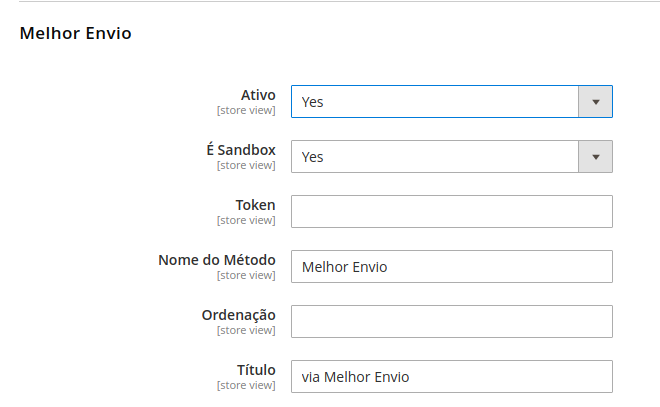 Melhor Envio
Ativo
[store view]
Yes
É Sandbox
[store view]
Yes
Token
[store view]
Nome do Método
[store view]
Melhor Envio
Ordenação
[store view]
Título
[store view]
via Melhor Envio